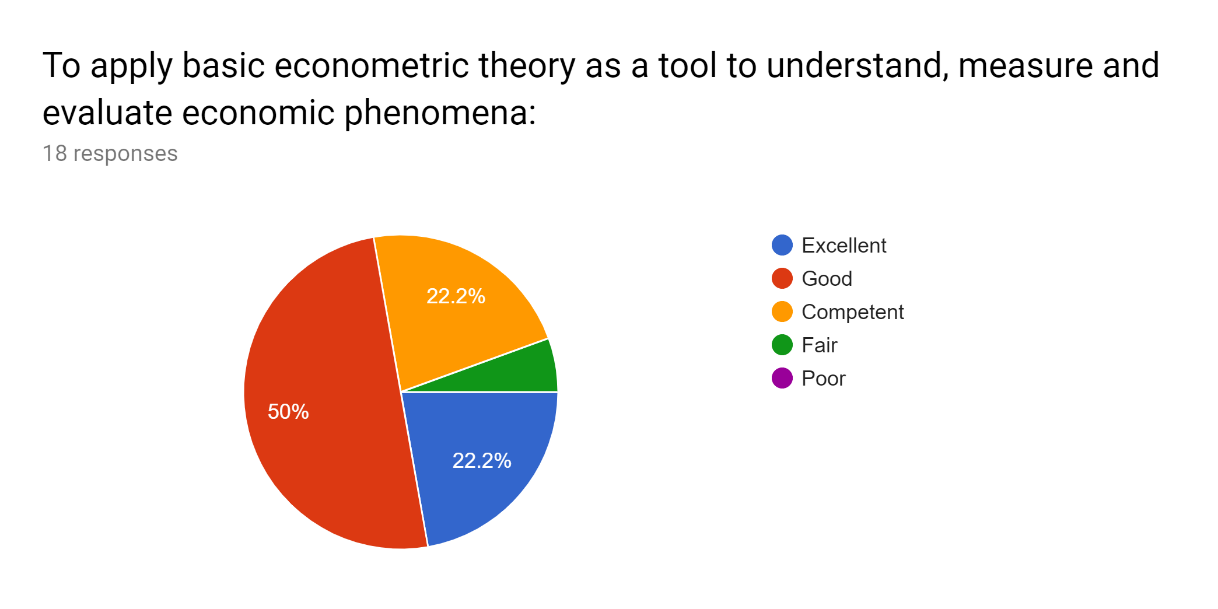 To apply basic econometric theory as a tool to understand, measure and
evaluate economic phenomena:
18 responses
22.2%
50%
22.2%
Excellent
Good
Competent
Fair
Poor